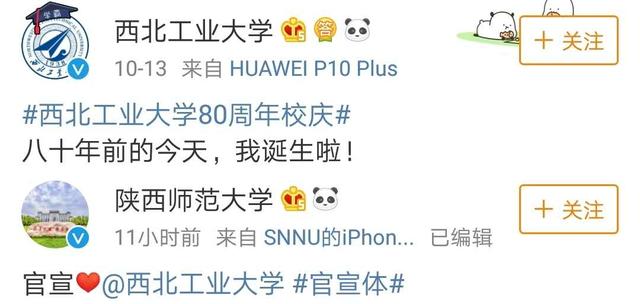 学霸
西北工业大学 答
+ 关注
10-13 来自 HUAWEI P10 Plus
#西北工业大学80周年校庆#
八十年前的今天，我诞生啦！
陕西师范大学
+ 关注
11小时前 来自 SNNU的iPhon... 已编辑
官宣❤@西北工业大学 #官宣体#